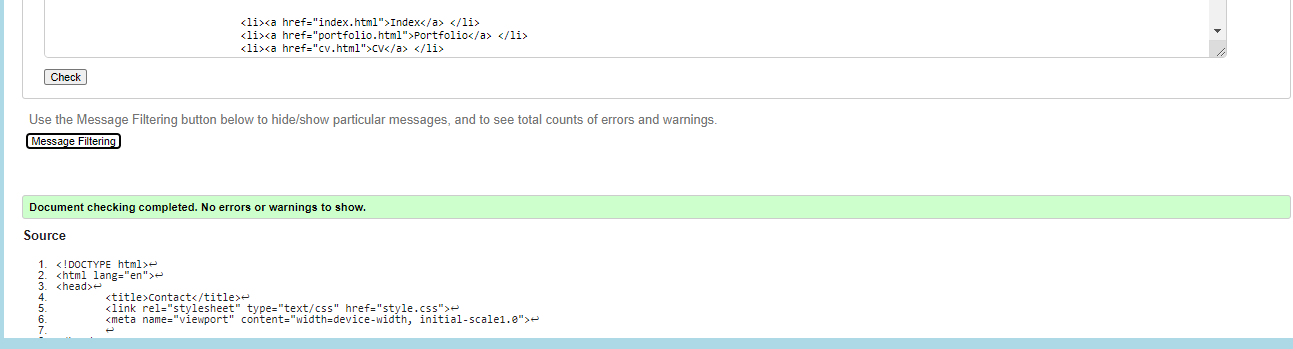 <li><a href="index.html">Index</a> </li>
<li><a href="portfolio.html">Portfolio</a> </li>
<li><a href="cv.html">CV</a> </li>
Check
Use the Message Filtering button below to hide/show particular messages, and to see total counts of errors and warnings.
Message Filtering
Document checking completed. No errors or warnings to show.
Source
1. <!DOCTYPE html>↩
2. <html lang="en">↩
3. <head>↩
4. <title>Contact</title>↩
5. <link rel="stylesheet" type="text/css" href="style.css">↩
6. <meta name="viewport" content="width=device-width, initial-scale1.0">↩
7. ↩